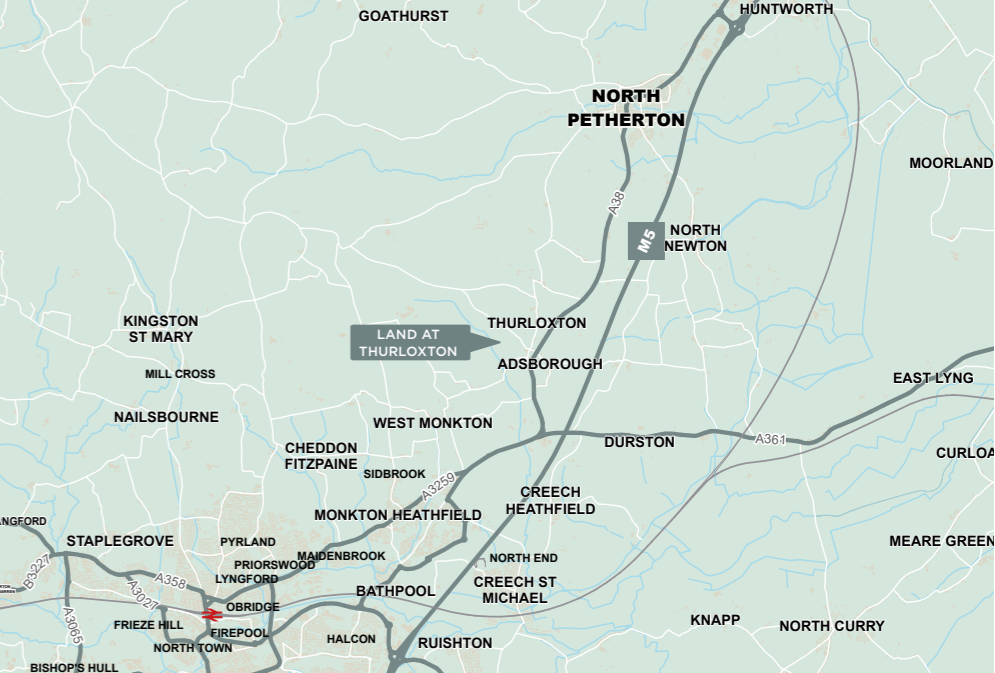 GOATHURST
HUNTWORTH
NORTH
PETHERTON
MOORLAND
A38
M5
NORTH
NEWTON
KINGSTON
ST MARY
THURLOXTON
LAND AT
THURLOXTON
ADSBOROUGH
MILL CROSS
EAST LYNG
NAILSBOURNE
WEST MONKTON
DURSTON
A361
CHEDDON
FITZPAINE
SIDBROOK
CURLOA
A3259
CREECH
HEATHFIELD
MONKTON HEATHFIELD
ANGFORD
STAPLEGROVE
PYRLAND
MEARE GREEN
MAIDENBROOK
NORTH END
PRIORSWOOD
B3227
A358
LYNGFORD
CREECH ST
MICHAEL
BATHPOOL
A3027
OBRIDGE
A3065
FRIEZE HILL
FIREPOOL
KNAPP
NORTH CURRY
HALCON
RUISHTON
NORTH TOWN
BISHOP'S HULL